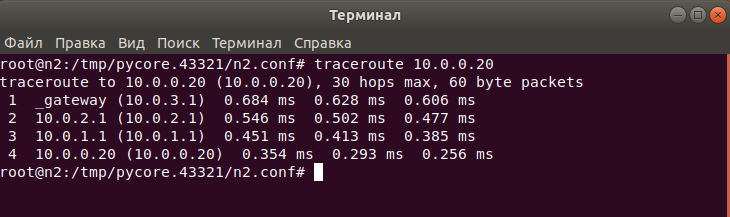 Терминал
Файл Правка Вид Поиск Терминал Справка
root@n2:/tmp/pycore.43321/n2.conf# traceroute 10.0.0.20
traceroute to 10.0.0.20 (10.0.0.20), 30 hops max, 60 byte packets
 1  _gateway (10.0.3.1)  0.684 ms  0.628 ms  0.606 ms
 2  10.0.2.1 (10.0.2.1)  0.546 ms  0.502 ms  0.477 ms
 3  10.0.1.1 (10.0.1.1)  0.451 ms  0.413 ms  0.385 ms
 4  10.0.0.20 (10.0.0.20)  0.354 ms  0.293 ms  0.256 ms
root@n2:/tmp/pycore.43321/n2.conf#